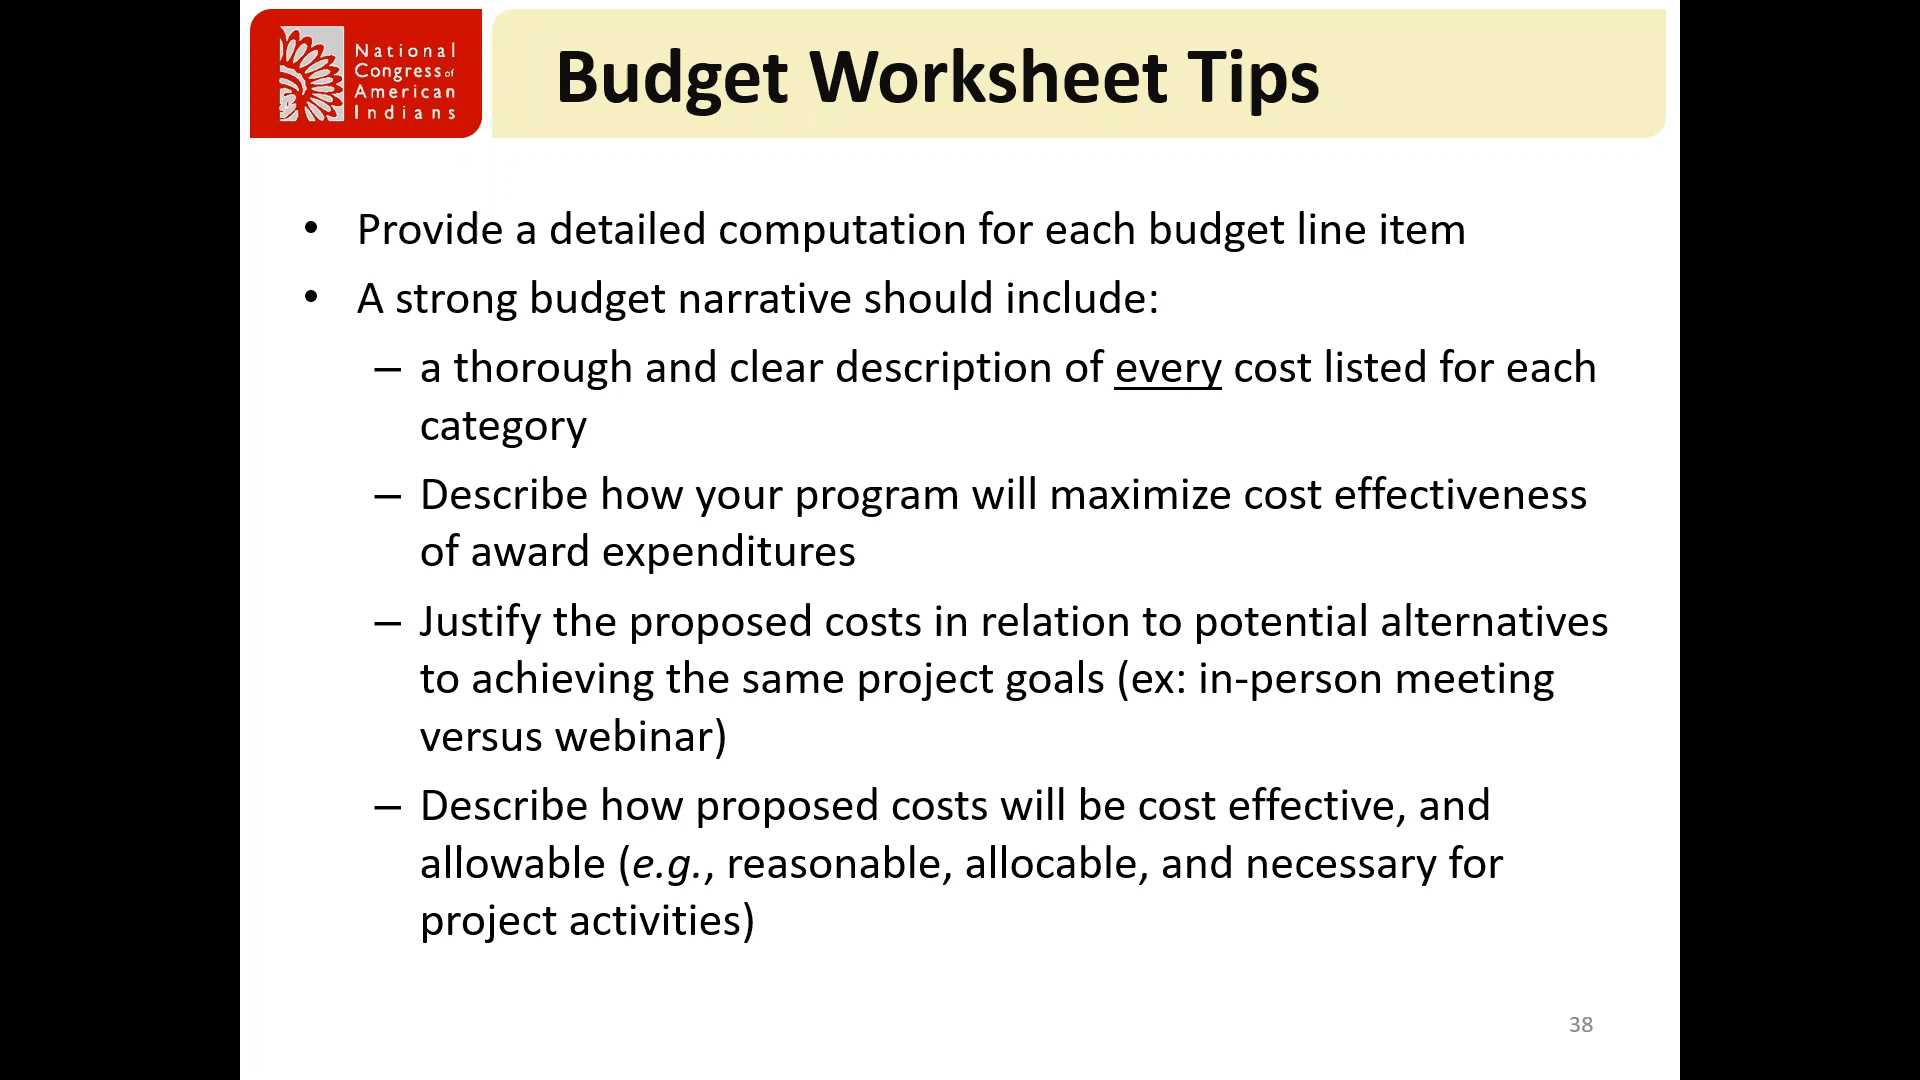 National
Congress of
American
Indians
Budget Worksheet Tips
• Provide a detailed computation for each budget line item
• A strong budget narrative should include:
– a thorough and clear description of every cost listed for each
category
– Describe how your program will maximize cost effectiveness
of award expenditures
– Justify the proposed costs in relation to potential alternatives
to achieving the same project goals (ex: in-person meeting
versus webinar)
– Describe how proposed costs will be cost effective, and
allowable (e.g., reasonable, allocable, and necessary for
project activities)
38